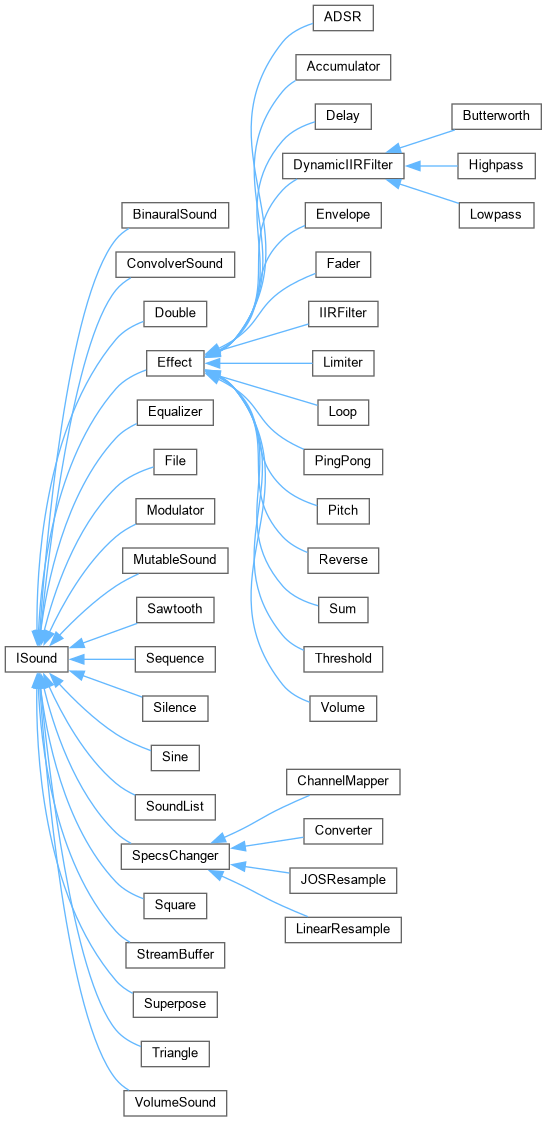 ADSR
Accumulator
Delay
DynamicIIRFilter
Butterworth
Highpass
Lowpass
BinauralSound
Envelope
ConvolverSound
Fader
Double
IIRFilter
Effect
Limiter
Equalizer
Loop
File
PingPong
Modulator
Pitch
MutableSound
Reverse
Sawtooth
Sum
ISound
Sequence
Threshold
Silence
Volume
Sine
ChannelMapper
SoundList
Converter
SpecsChanger
JOSResample
Square
LinearResample
StreamBuffer
Superpose
Triangle
VolumeSound